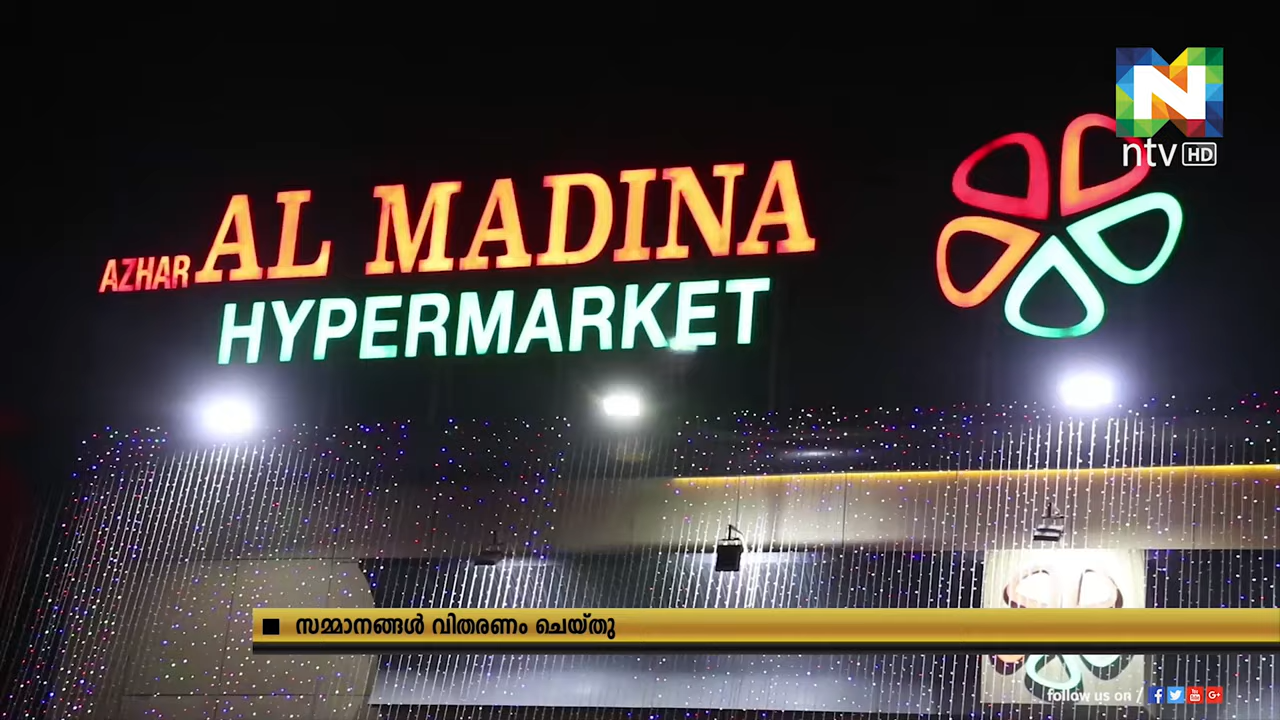 ntv HD
AZHAR AL MADINA
HYPERMARKET
■ സമ്മാനങ്ങൾ വിതരണം ചെയ്തു
follow us on /